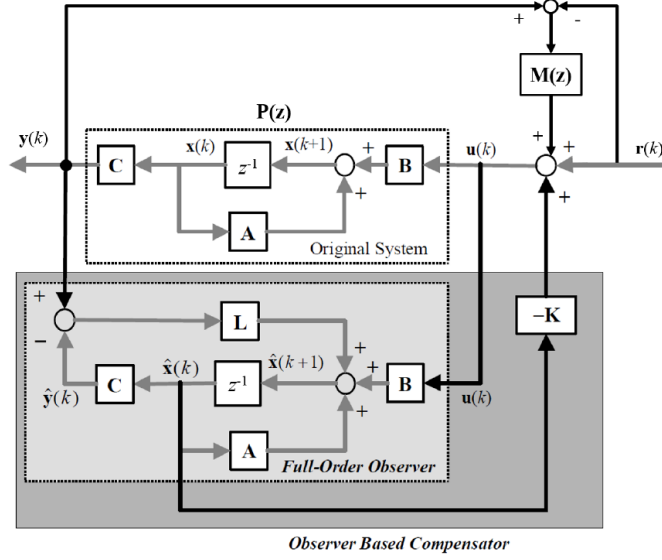 + -
M(z)
P(z)
y(k) x(k) x(k+1) + u(k) + + r(k)
C z⁻¹ B
+ +
A
Original System
+ L −K
−
+
x̂(k) x̂(k+1) +
ŷ(k) C z⁻¹ B u(k)
+
A
Full-Order Observer
Observer Based Compensator